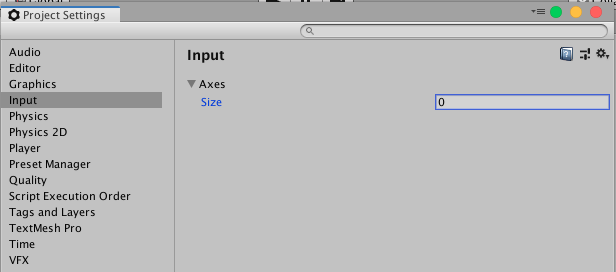 Project Settings
Audio
Editor
Graphics
Input
Physics
Physics 2D
Player
Preset Manager
Quality
Script Execution Order
Tags and Layers
TextMesh Pro
Time
VFX
Input
Axes
Size 0